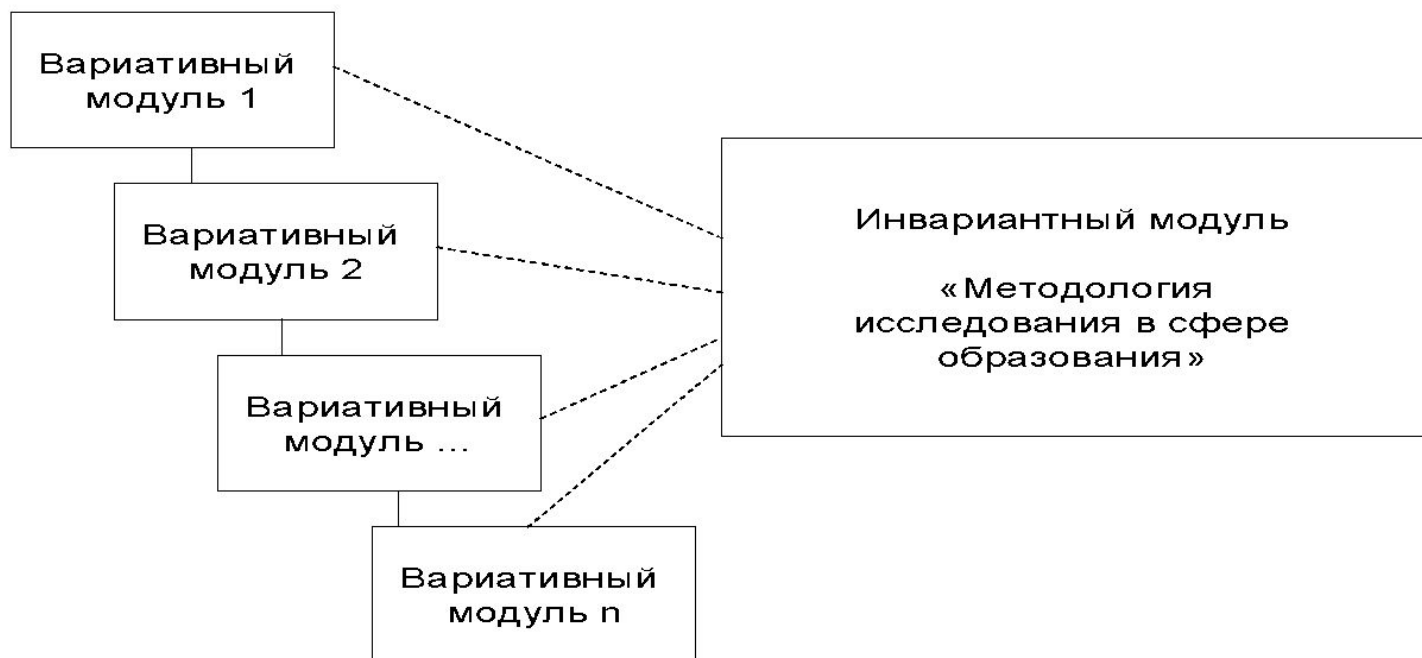 Вариативный
модуль 1
Вариативный
модуль 2
Вариативный
модуль ...
Вариативный
модуль n
Инвариантный модуль
«Методология
исследования в сфере
образования»